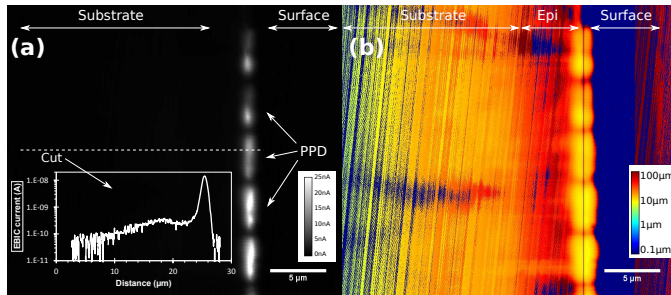 Substrate
Surface
(a)
PPD
Cut
EBIC current (A)
1.E-08
1.E-09
1.E-10
1.E-11
0
10
20
30
Distance (µm)
25nA
20nA
15nA
10nA
5nA
0nA
5 µm
Substrate
Epi
Surface
(b)
100µm
10µm
1µm
0.1µm
5 µm